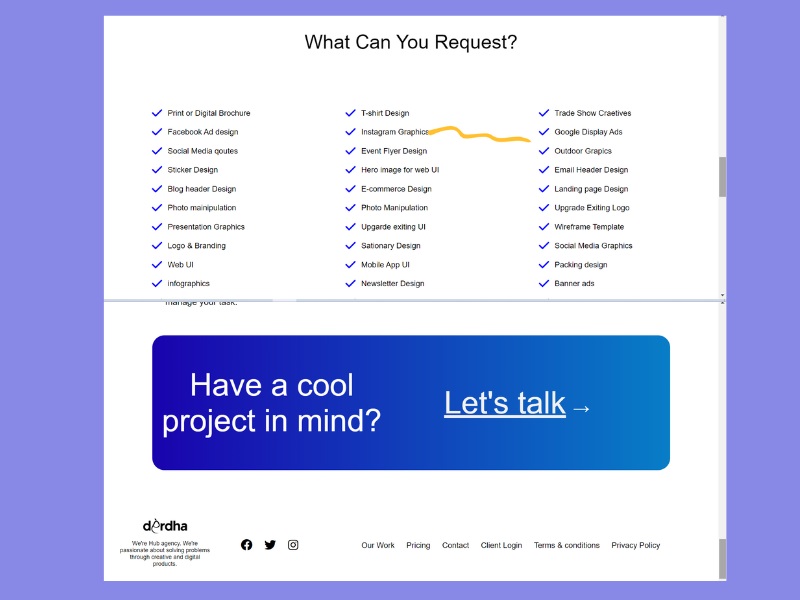 What Can You Request?
Print or Digital Brochure
Facebook Ad design
Social Media qoutes
Sticker Design
Blog header Design
Photo mainipulation
Presentation Graphics
Logo & Branding
Web UI
infographics
T-shirt Design
Instagram Graphics
Event Flyer Design
Hero image for web UI
E-commerce Design
Photo Manipulation
Upgarde exiting UI
Sationary Design
Mobile App UI
Newsletter Design
Trade Show Craetives
Google Display Ads
Outdoor Grapics
Email Header Design
Landing page Design
Upgrade Exiting Logo
Wireframe Template
Social Media Graphics
Packing design
Banner ads
manage your task.
Have a cool
project in mind?
Let's talk →
dordha
We're Hub agency. We're
passionate about solving problems
through creative and digital
products.
Our Work Pricing Contact Client Login Terms & conditions Privacy Policy